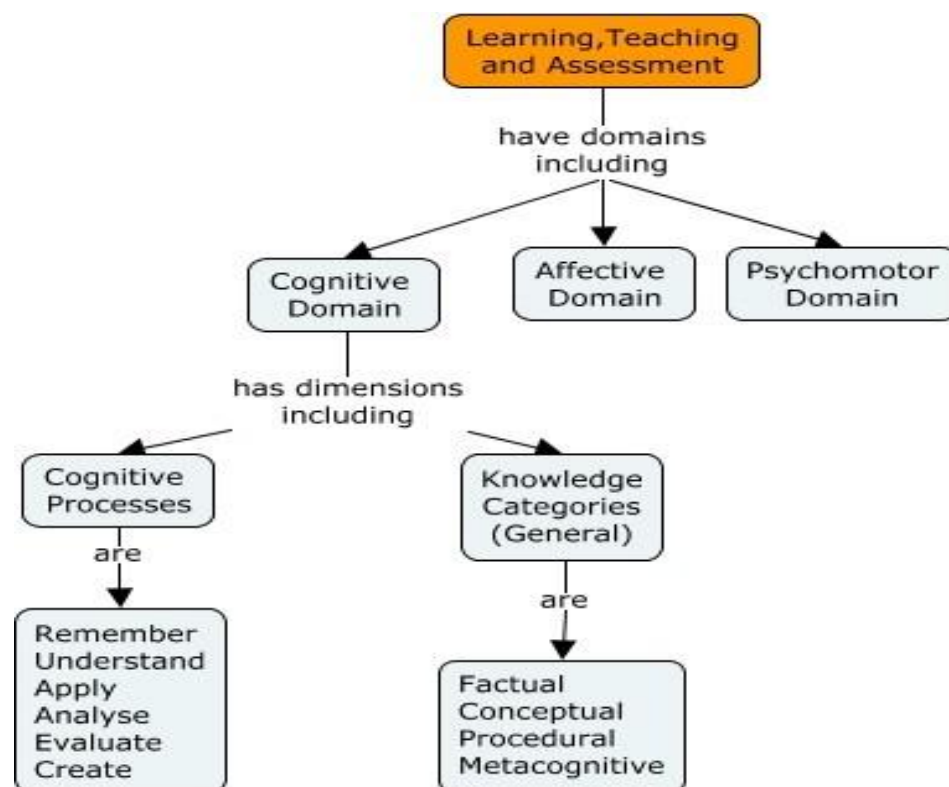 Learning,Teaching
and Assessment
have domains
including
Cognitive
Domain
Affective
Domain
Psychomotor
Domain
has dimensions
including
Cognitive
Processes
Knowledge
Categories
(General)
are
are
Remember
Understand
Apply
Analyse
Evaluate
Create
Factual
Conceptual
Procedural
Metacognitive